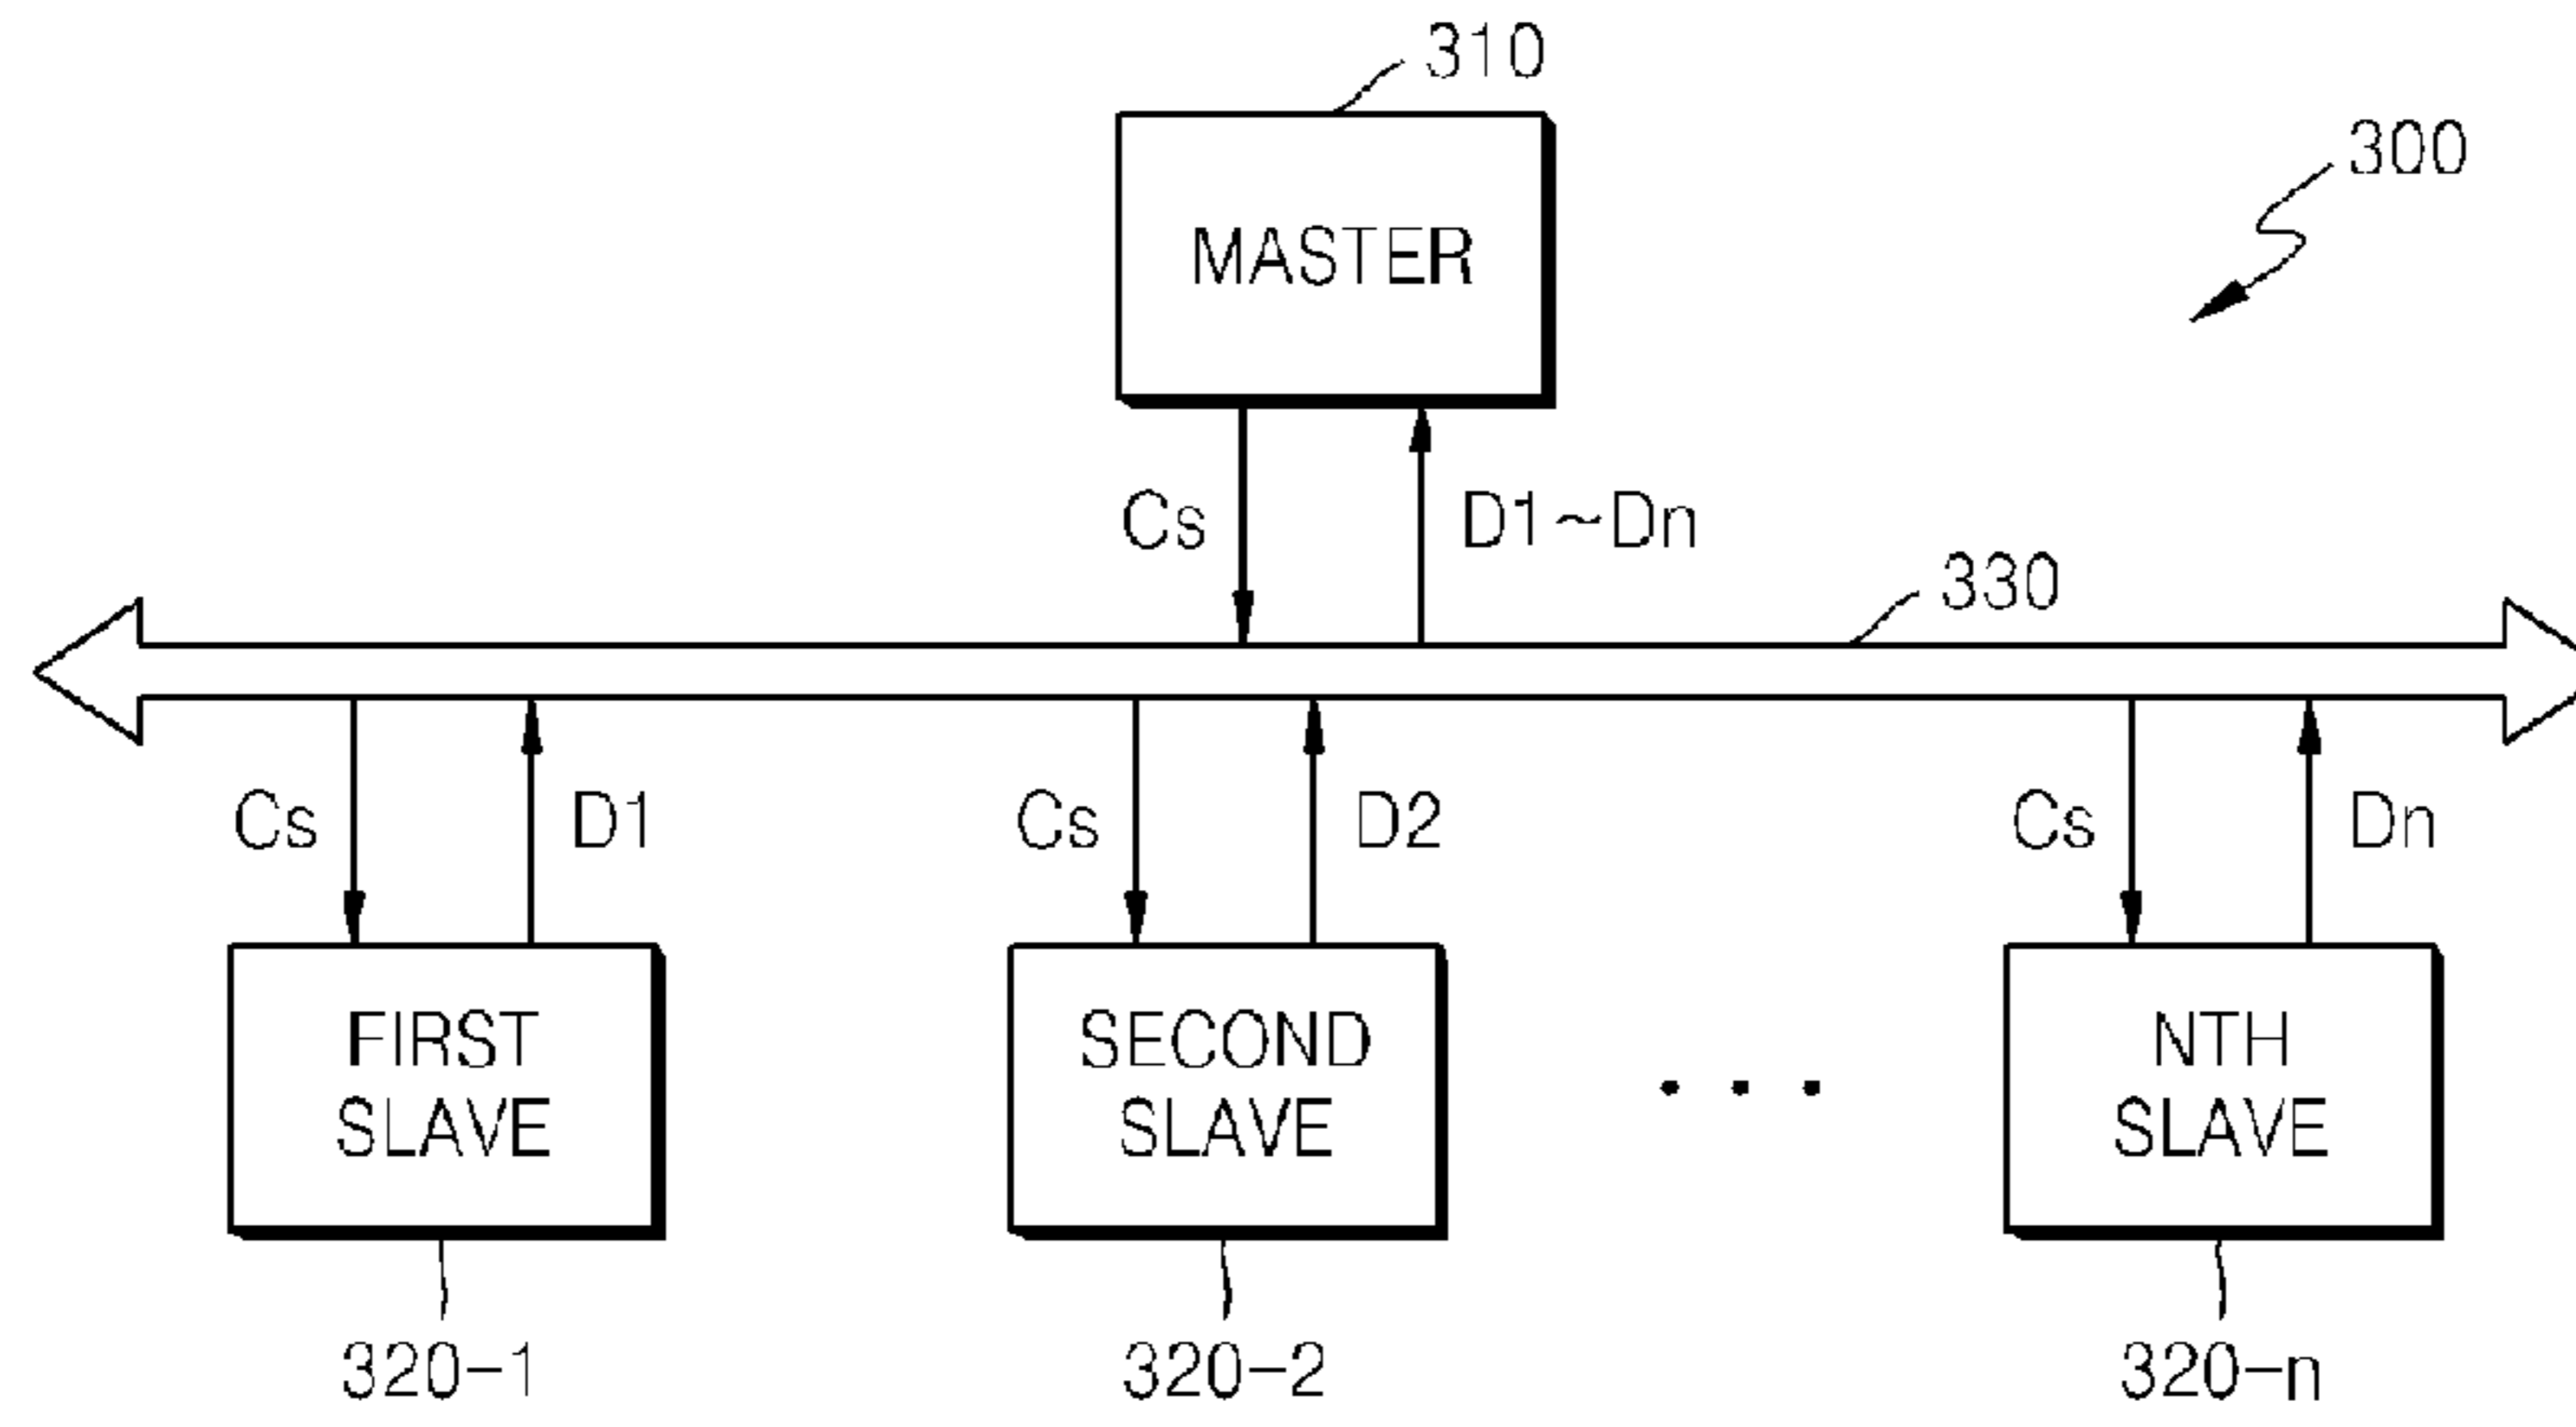 310
300
MASTER
Cs
D1~Dn
330
Cs
D1
Cs
D2
Cs
Dn
FIRST
SLAVE
SECOND
SLAVE
. . .
NTH
SLAVE
320-1
320-2
320-n